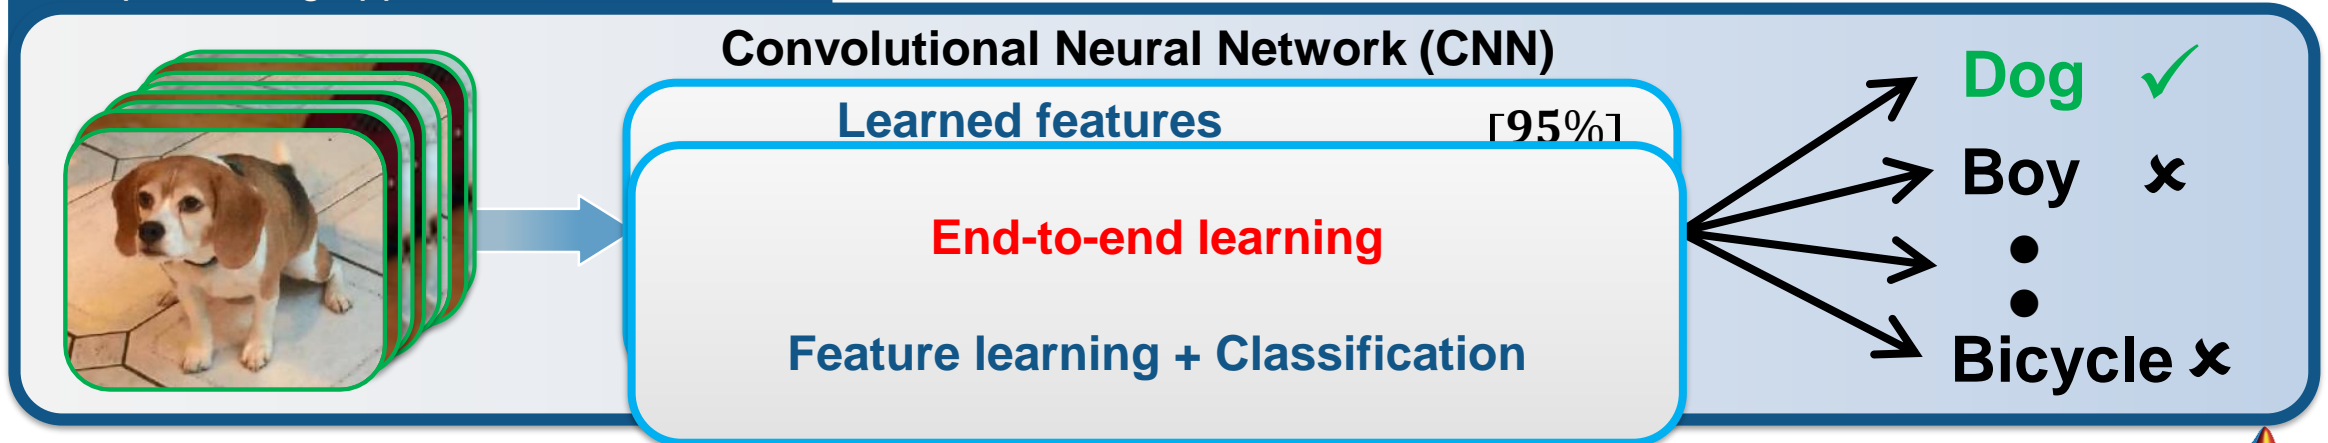 Convolutional Neural Network (CNN)
Learned features
[95%]
End-to-end learning
Feature learning + Classification
Dog ✓
Boy ✘
•
•
Bicycle ✘